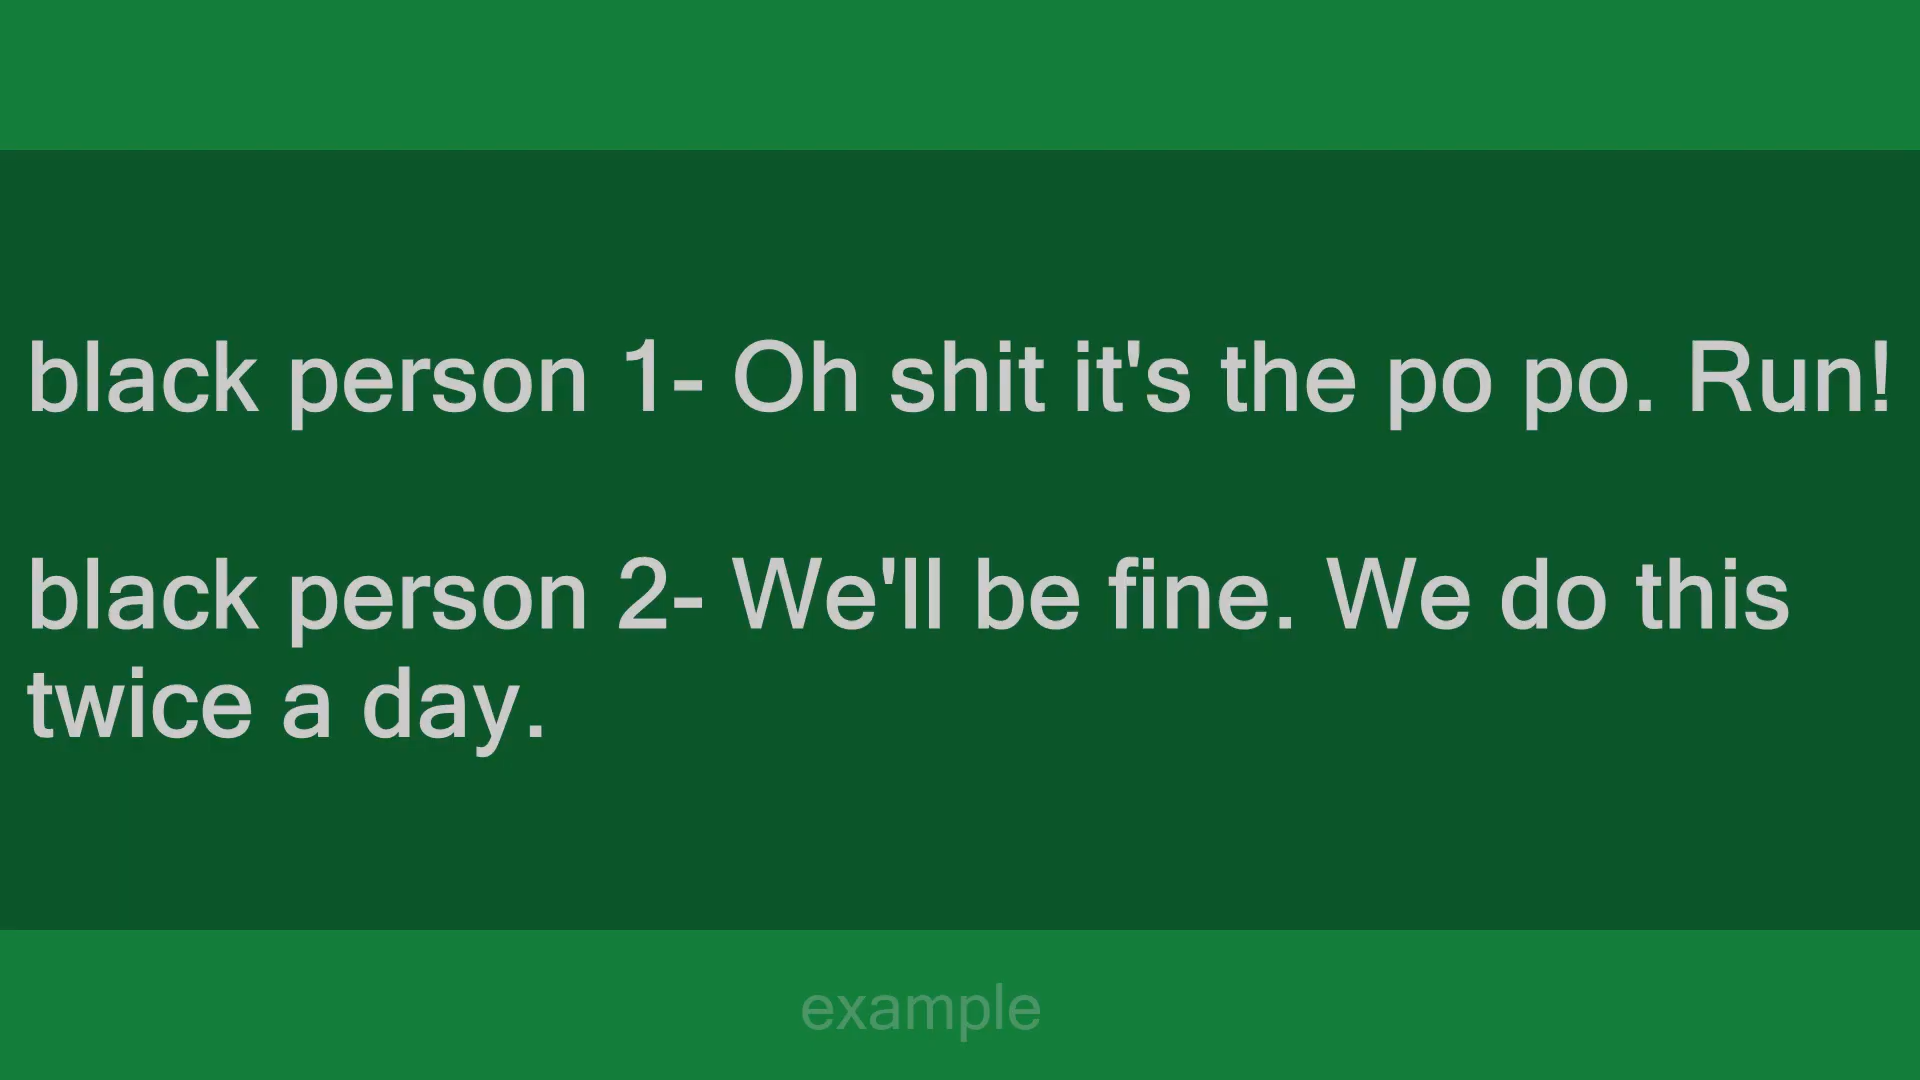 black person 1- Oh shit it's the po po. Run!
black person 2- We'll be fine. We do this
twice a day.
example